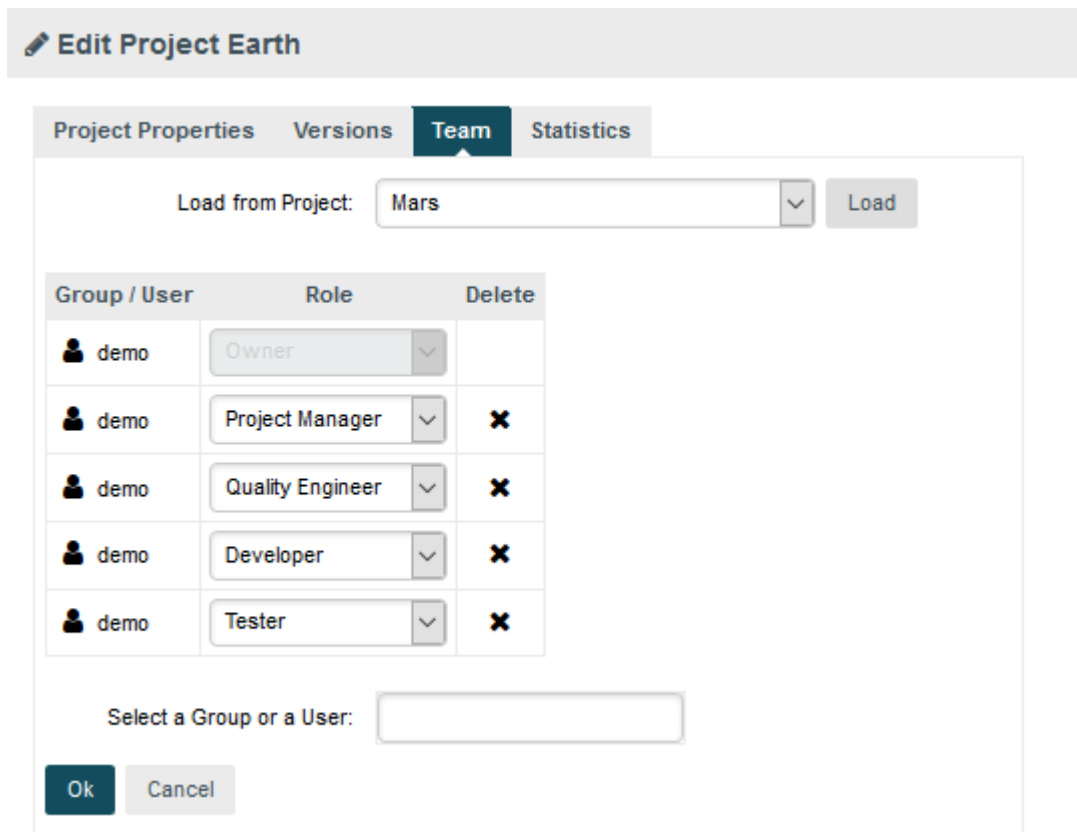 Edit Project Earth
Project Properties Versions Team Statistics
Load from Project: Mars Load
Group / User Role Delete
demo Owner
demo Project Manager
demo Quality Engineer
demo Developer
demo Tester
Select a Group or a User:
Ok Cancel